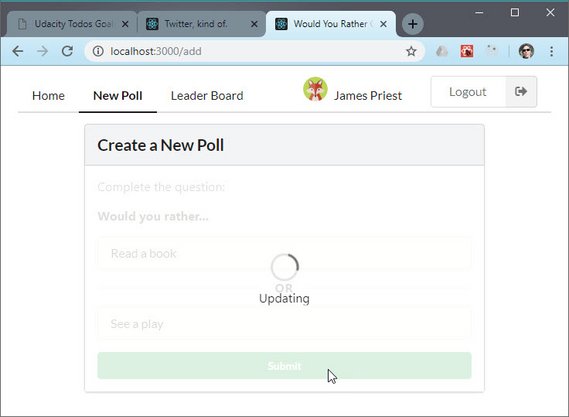 Udacity Todos Goal
Twitter, kind of.
Would You Rather
localhost:3000/add
Home
New Poll
Leader Board
James Priest
Logout
Create a New Poll
Complete the question:
Would you rather...
Read a book
OR
Updating
See a play
Submit